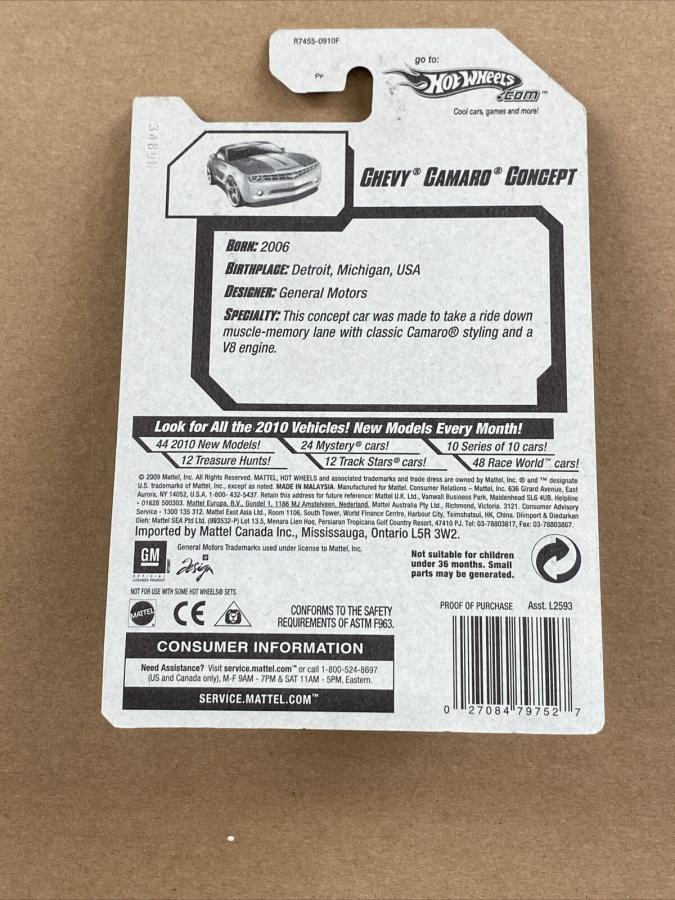 R7455-0910F
go to:
PP
HOT WHEELS
.COM™
Cool cars, games and more!
CHEVY® CAMARO® CONCEPT
BORN: 2006
BIRTHPLACE: Detroit, Michigan, USA
DESIGNER: General Motors
SPECIALTY: This concept car was made to take a ride down
muscle-memory lane with classic Camaro® styling and a
V8 engine.
Look for All the 2010 Vehicles! New Models Every Month!
44 2010 New Models! 24 Mystery® cars! 10 Series of 10 cars!
12 Treasure Hunts! 12 Track Stars® cars! 48 Race World™ cars!
© 2009 Mattel, Inc. All Rights Reserved. MATTEL, HOT WHEELS and associated trademarks and trade dress are owned by Mattel, Inc. ® and ™ designate
U.S. trademarks of Mattel, Inc., except as noted. MADE IN MALAYSIA. Manufactured for Mattel. Consumer Relations – Mattel, Inc. 636 Girard Avenue, East
Aurora, NY 14052, U.S.A. 1-800- 432-5437. Retain this address for future reference: Mattel U.K. Ltd., Vanwall Business Park, Maidenhead SL6 4UB. Helpline
- 01628 500303. Mattel Europa, B.V., Gondel 1, 1186 MJ Amstelveen, Nederland. Mattel Australia Pty Ltd., Richmond, Victoria. 3121. Consumer Advisory
Service - 1300 135 312. Mattel East Asia Ltd., Room 1106, South Tower, World Finance Centre, Harbour City, Tsimshatsui, HK, China. Diimport & Diedarkan
Oleh: Mattel SEA Ptd Ltd. (993532-P) Lot 13.5, Menara Lien Hoe, Persiaran Tropicana Golf Country Resort, 47410 PJ. Tel: 03-78803817, Fax: 03-78803867.
Imported by Mattel Canada Inc., Mississauga, Ontario L5R 3W2.
GM
OFFICIAL
LICENSED PRODUCT
General Motors Trademarks used under license to Mattel, Inc.
GM
design
Not suitable for children
under 36 months. Small
parts may be generated.
NOT FOR USE WITH SOME HOT WHEELS® SETS.
MATTEL
CE
CONFORMS TO THE SAFETY
REQUIREMENTS OF ASTM F963.
PROOF OF PURCHASE Asst. L2593
CONSUMER INFORMATION
Need Assistance? Visit service.mattel.com™ or call 1-800-524-8697
(US and Canada only), M-F 9AM - 7PM & SAT 11AM - 5PM, Eastern.
SERVICE.MATTEL.COM™
0 27084 79752 7